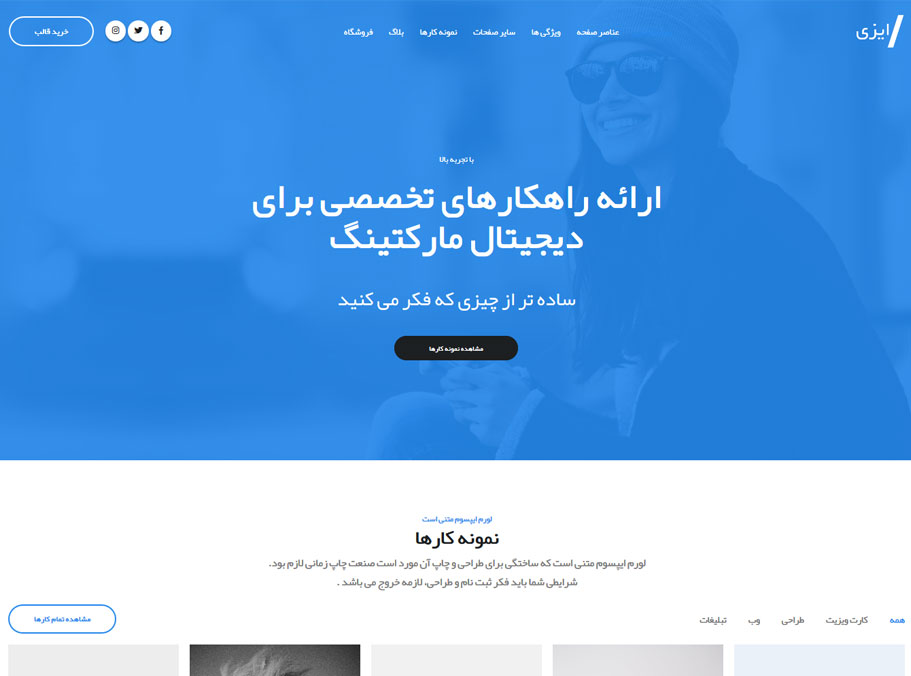 ایزی
عناصر صفحه
ویژگی ها
سایر صفحات
نمونه کارها
بلاگ
فروشگاه
خرید قالب
با تجربه بالا
ارائه راهکارهای تخصصی برای
دیجیتال مارکتینگ
ساده تر از چیزی که فکر می کنید
مشاهده نمونه کارها
لورم ایپسوم متنی است
نمونه کارها
لورم ایپسوم متنی است که ساختگی برای طراحی و چاپ آن مورد است صنعت چاپ زمانی لازم بود.
شرایطی شما باید فکر ثبت نام و طراحی، لازمه خروج می باشد .
همه
کارت ویزیت
طراحی
وب
تبلیغات
مشاهده تمام کارها